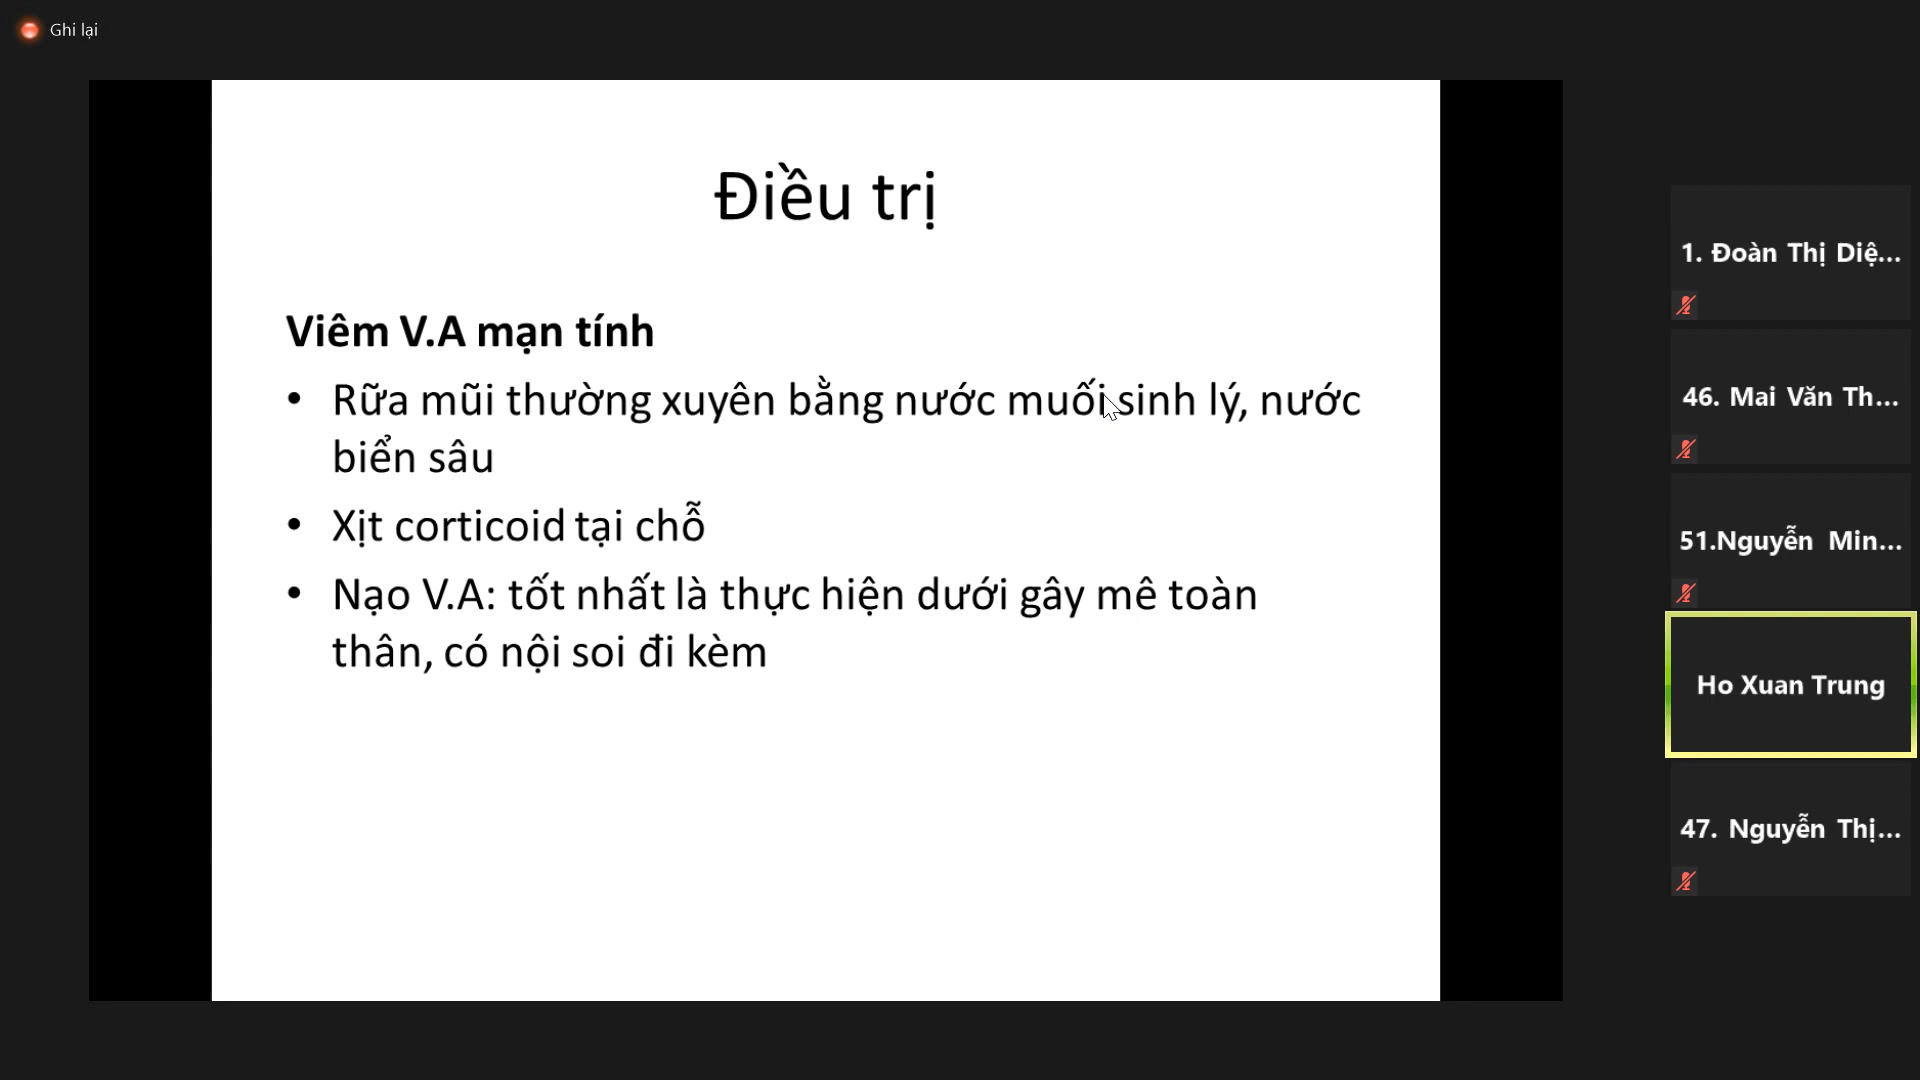 Ghi lại
Điều trị
Viêm V.A mạn tính
• Rữa mũi thường xuyên bằng nước muối sinh lý, nước
biển sâu
• Xịt corticoid tại chỗ
• Nạo V.A: tốt nhất là thực hiện dưới gây mê toàn
thân, có nội soi đi kèm
1. Đoàn Thị Diệ...
46. Mai Văn Th...
51.Nguyễn Min...
Ho Xuan Trung
47. Nguyễn Thị...